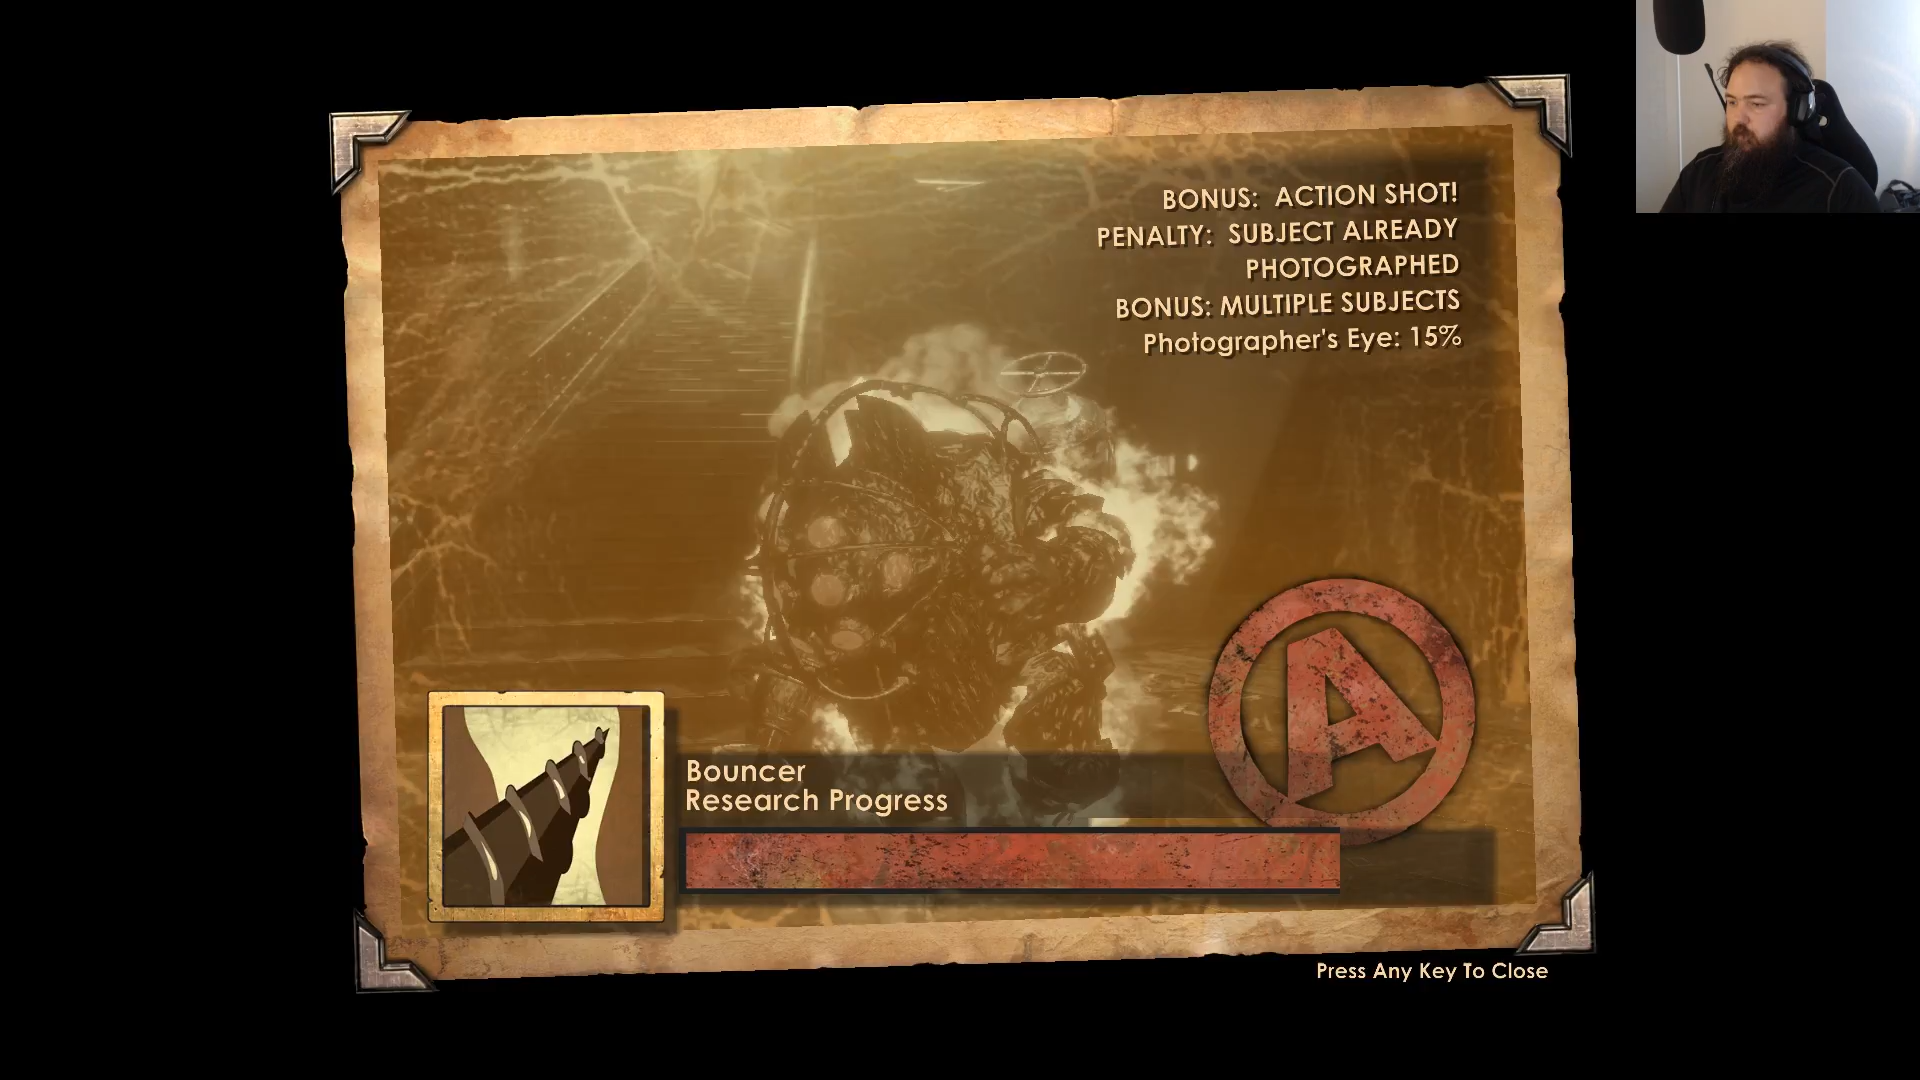 BONUS: ACTION SHOT!
PENALTY: SUBJECT ALREADY
PHOTOGRAPHED
BONUS: MULTIPLE SUBJECTS
Photographer's Eye: 15%
A
Bouncer
Research Progress
Press Any Key To Close